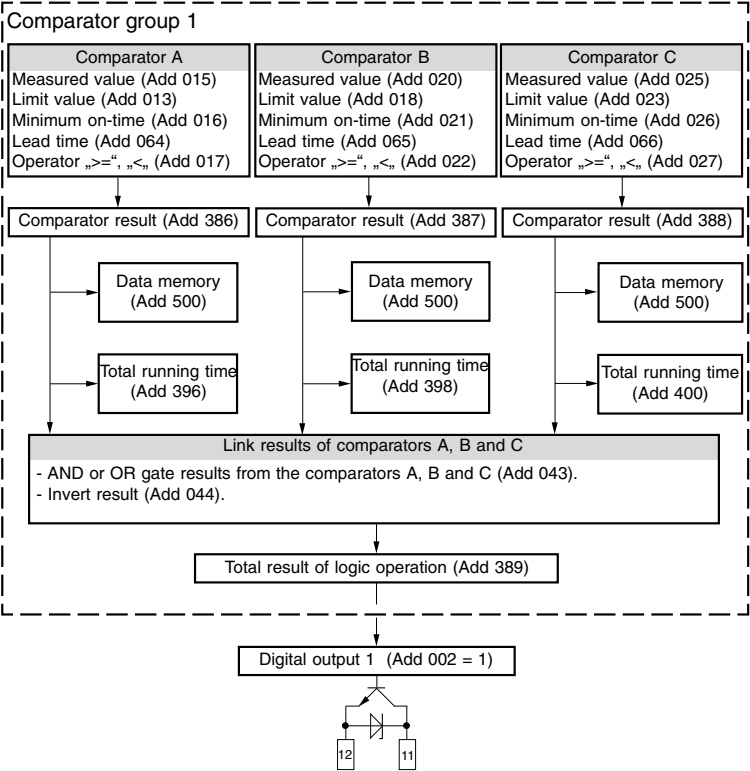 Comparator group 1
Comparator A
Measured value (Add 015)
Limit value (Add 013)
Minimum on-time (Add 016)
Lead time (Add 064)
Operator „>=“, „<„ (Add 017)
Comparator B
Measured value (Add 020)
Limit value (Add 018)
Minimum on-time (Add 021)
Lead time (Add 065)
Operator „>=“, „<„ (Add 022)
Comparator C
Measured value (Add 025)
Limit value (Add 023)
Minimum on-time (Add 026)
Lead time (Add 066)
Operator „>=“, „<„ (Add 027)
Comparator result (Add 386)
Comparator result (Add 387)
Comparator result (Add 388)
Data memory
(Add 500)
Data memory
(Add 500)
Data memory
(Add 500)
Total running time
(Add 396)
Total running time
(Add 398)
Total running time
(Add 400)
Link results of comparators A, B and C
- AND or OR gate results from the comparators A, B and C (Add 043).
- Invert result (Add 044).
Total result of logic operation (Add 389)
Digital output 1 (Add 002 = 1)
12
11